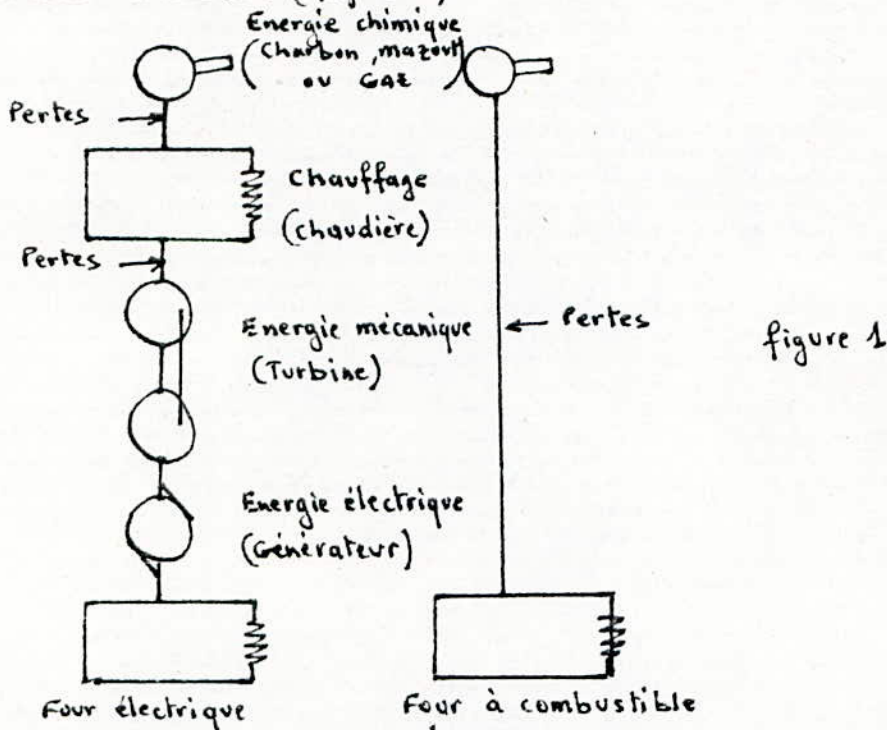 Energie chimique
(Charbon, mazout
ou GAZ)
Pertes
Chauffage
(chaudière)
Pertes
Energie mécanique
(Turbine)
Pertes
figure 1
Energie électrique
(Générateur)
Four électrique
Four à combustible